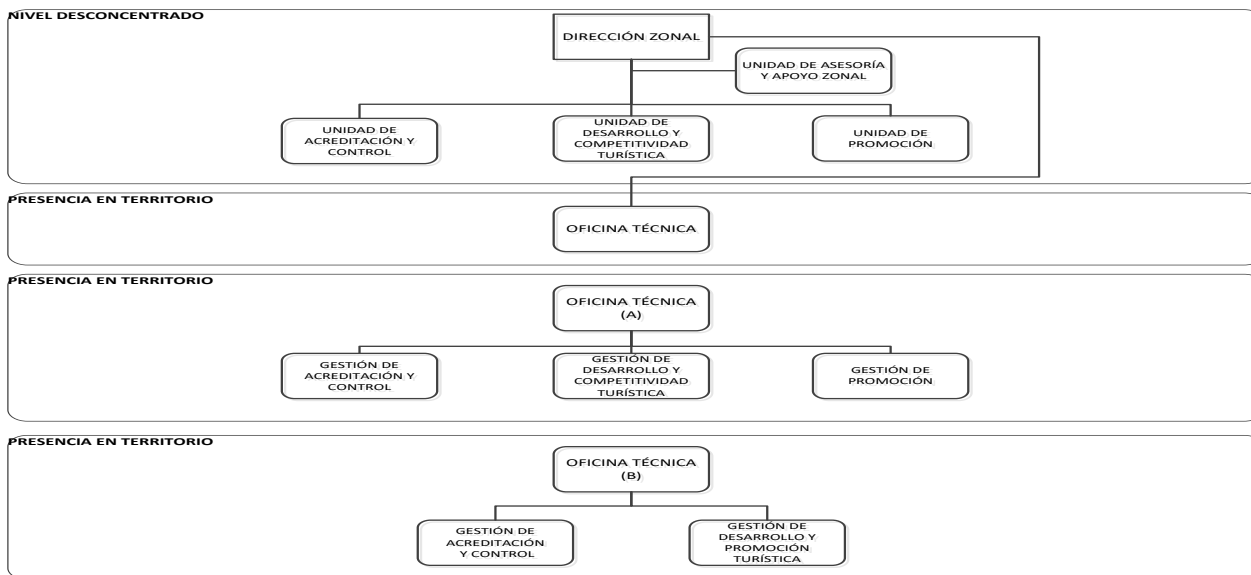 NIVEL DESCONCENTRADO
DIRECCIÓN ZONAL
UNIDAD DE ASESORÍA
Y APOYO ZONAL
UNIDAD DE
ACREDITACIÓN Y
CONTROL
UNIDAD DE
DESARROLLO Y
COMPETITIVIDAD
TURÍSTICA
UNIDAD DE
PROMOCIÓN
PRESENCIA EN TERRITORIO
OFICINA TÉCNICA
PRESENCIA EN TERRITORIO
OFICINA TÉCNICA
(A)
GESTIÓN DE
ACREDITACIÓN Y
CONTROL
GESTIÓN DE
DESARROLLO Y
COMPETITIVIDAD
TURÍSTICA
GESTIÓN DE
PROMOCIÓN
PRESENCIA EN TERRITORIO
OFICINA TÉCNICA
(B)
GESTIÓN DE
ACREDITACIÓN
Y CONTROL
GESTIÓN DE
DESARROLLO Y
PROMOCIÓN
TURÍSTICA